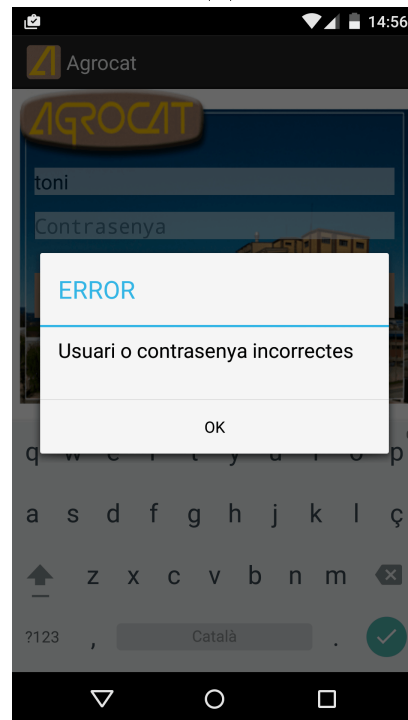 14:56
Agrocat
AGROCAT
toni
Contrasenya
ERROR
Usuari o contrasenya incorrectes
OK
q w e r t y u i o p
a s d f g h j k l ç
z x c v b n m
?123 , Català .